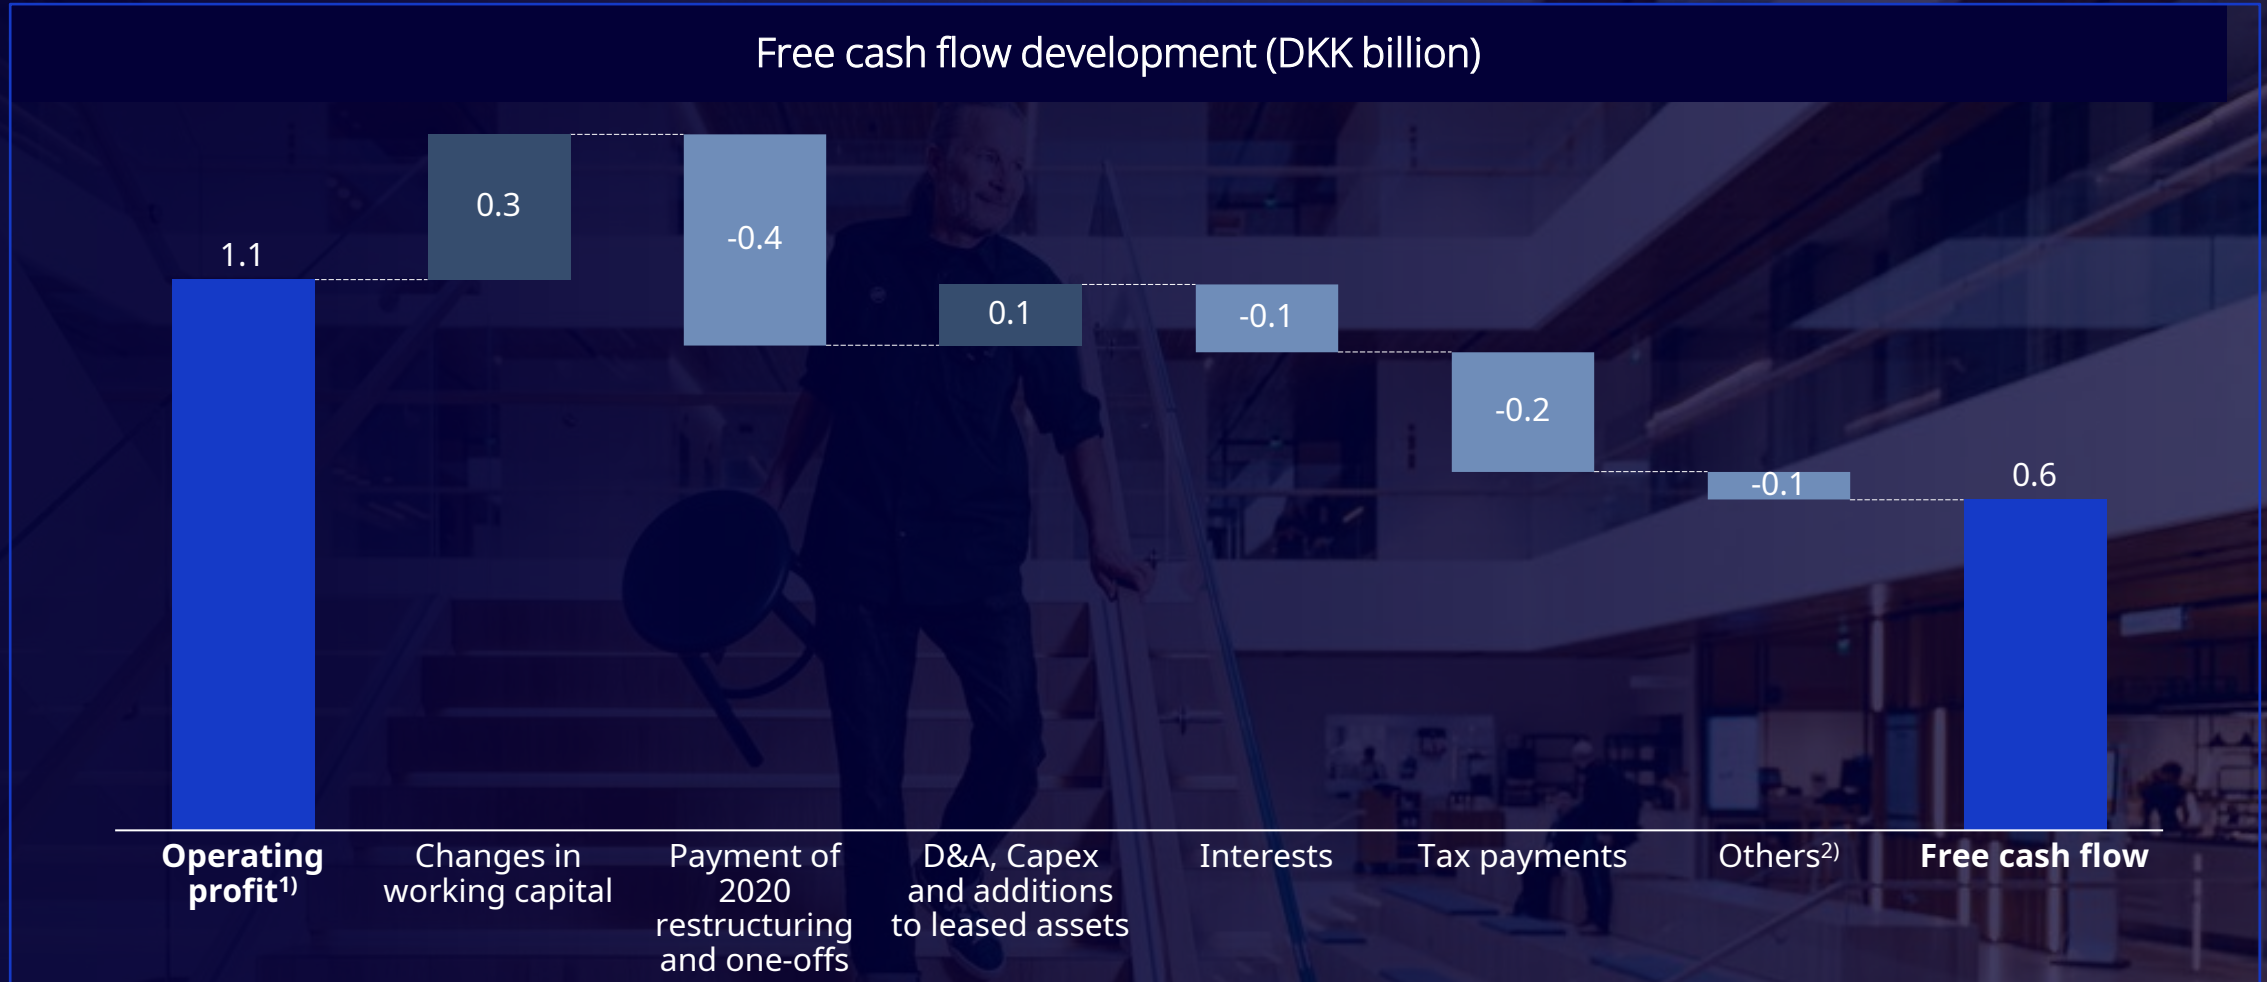 Free cash flow development (DKK billion)
1.1
0.3
-0.4
0.1
-0.1
-0.2
-0.1
0.6
Operating
profit¹⁾
Changes in
working capital
Payment of
2020
restructuring
and one-offs
D&A, Capex
and additions
to leased assets
Interests
Tax payments
Others²⁾
Free cash flow